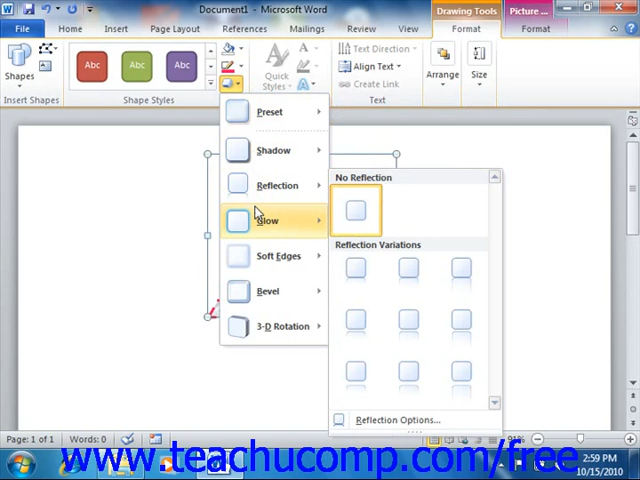 Document1 - Microsoft Word
Drawing Tools
Picture ...
File
Home
Insert
Page Layout
References
Mailings
Review
View
Format
Format
Shapes
Abc
Abc
Abc
Quick Styles
Text Direction
Align Text
Create Link
Arrange
Size
Insert Shapes
Shape Styles
Text
Preset
Shadow
Reflection
Glow
Soft Edges
Bevel
3-D Rotation
No Reflection
Reflection Variations
Reflection Options...
Page: 1 of 1
Words: 0
91%
www.teachucomp.com/free
2:59 PM
10/15/2010